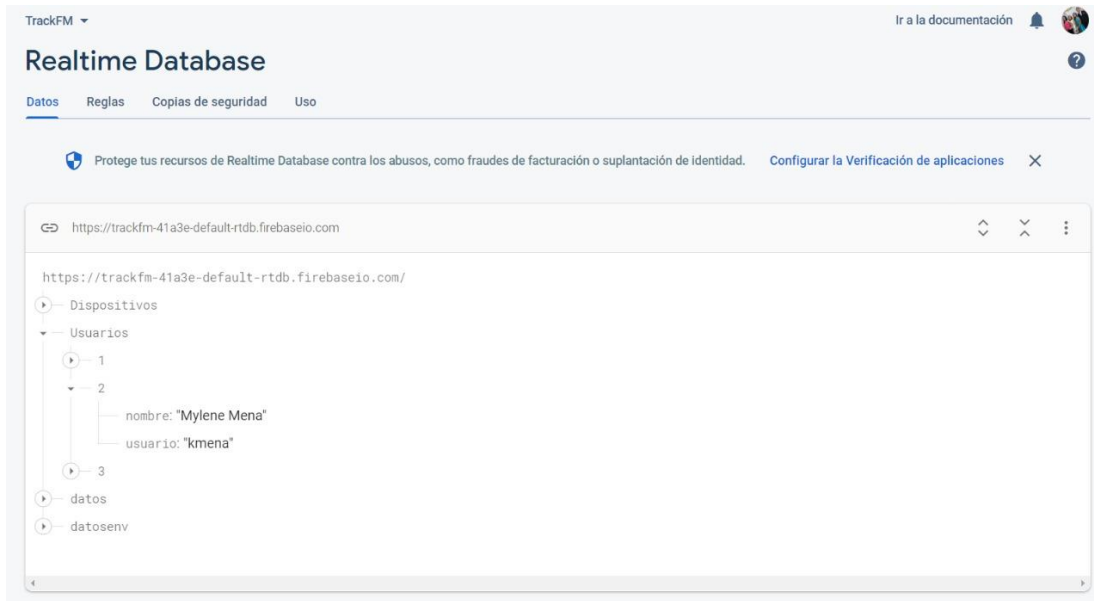 TrackFM Ir a la documentación
Realtime Database
Datos Reglas Copias de seguridad Uso
Protege tus recursos de Realtime Database contra los abusos, como fraudes de facturación o suplantación de identidad. Configurar la Verificación de aplicaciones
https://trackfm-41a3e-default-rtdb.firebaseio.com
https://trackfm-41a3e-default-rtdb.firebaseio.com/
Dispositivos
Usuarios
1
2
nombre: "Mylene Mena"
usuario: "kmena"
3
datos
datosenv